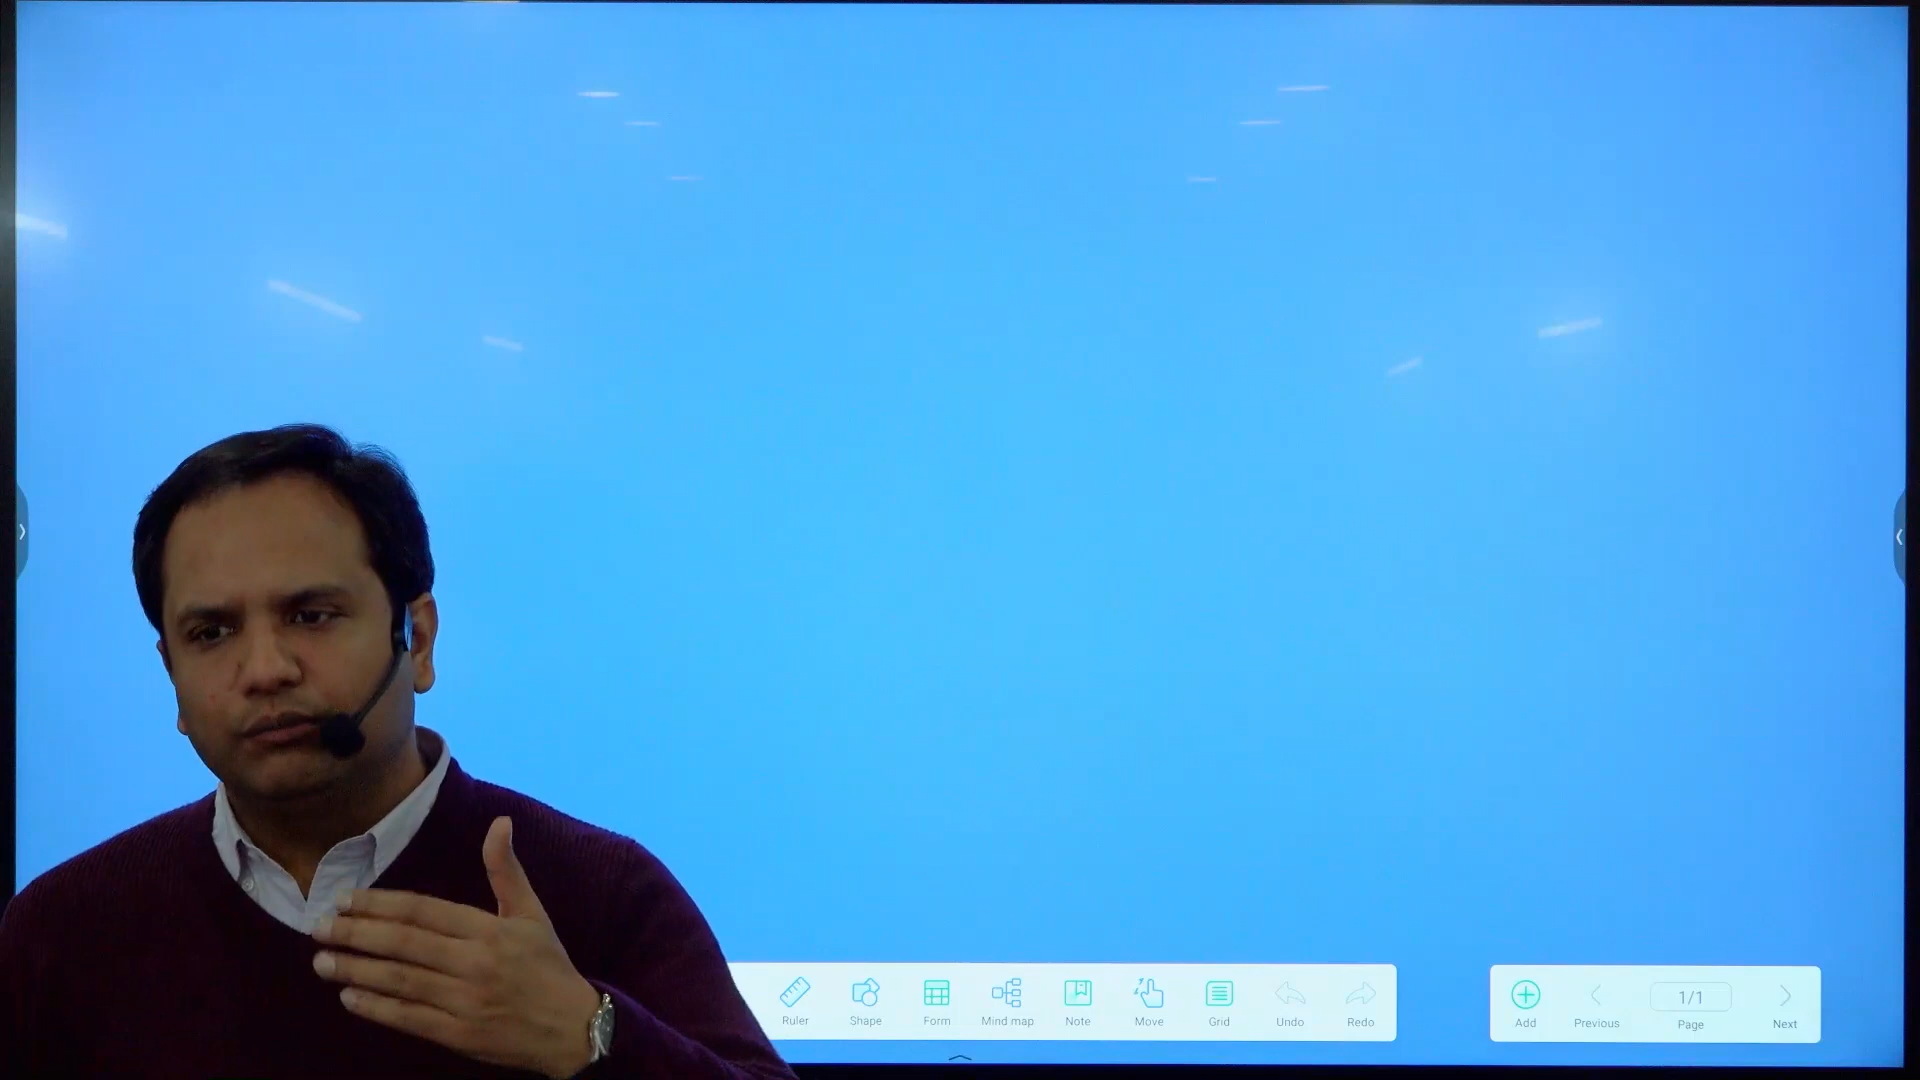 Ruler Shape Form Mind map Note Move Grid Undo Redo
Add Previous 1/1 Page Next